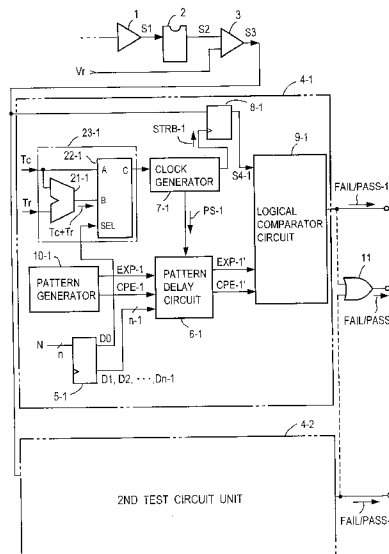 1
2
3
S1
S2
S3
Vr
4-1
8-1
STRB-1
9-1
23-1
22-1
Tc
A
C
CLOCK GENERATOR
S4-1
21-1
B
7-1
Tr
SEL
Tc+Tr
PS-1
LOGICAL COMPARATOR CIRCUIT
FAIL/PASS-1
10-1
PATTERN GENERATOR
EXP-1
CPE-1
PATTERN DELAY CIRCUIT
EXP-1'
CPE-1'
11
FAIL/PASS
n-1
6-1
N
n
D0
D1, D2, ···, Dn-1
5-1
4-2
2ND TEST CIRCUIT UNIT
FAIL/PASS-